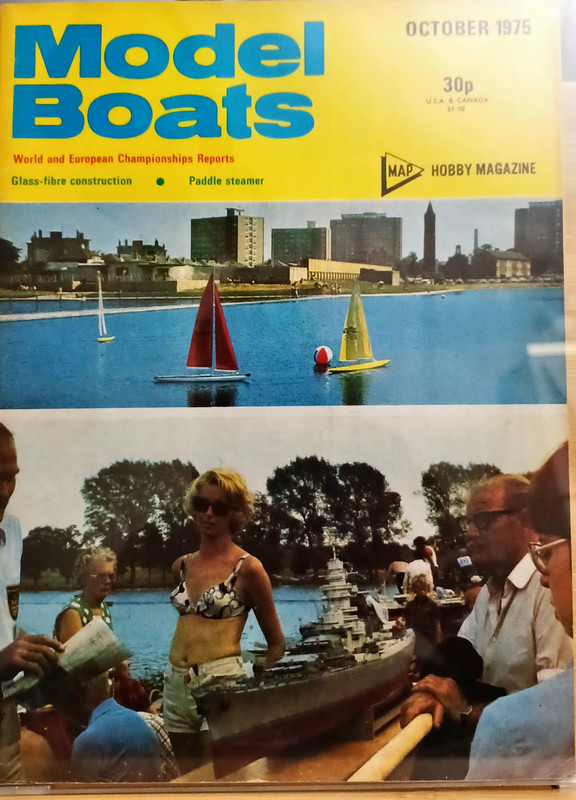 Model
Boats
OCTOBER 1975
30p
U.S.A. & CANADA
$1·50
World and European Championships Reports
Glass-fibre construction ● Paddle steamer
MAP HOBBY MAGAZINE